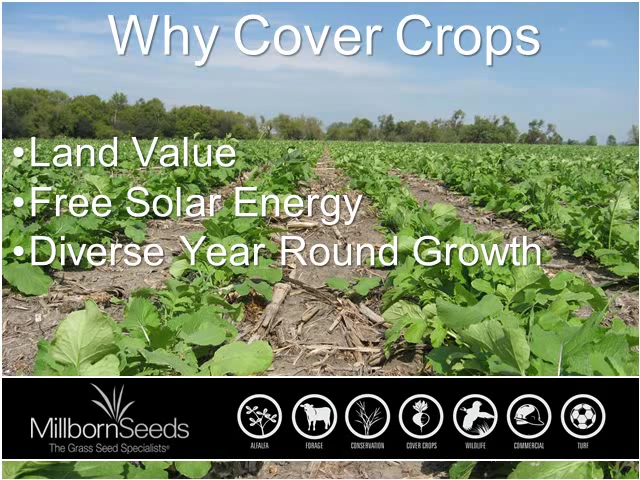 Why Cover Crops
•Land Value
•Free Solar Energy
•Diverse Year Round Growth
MillbornSeeds
The Grass Seed Specialists®
ALFALFA FORAGE CONSERVATION COVER CROPS WILDLIFE COMMERCIAL TURF